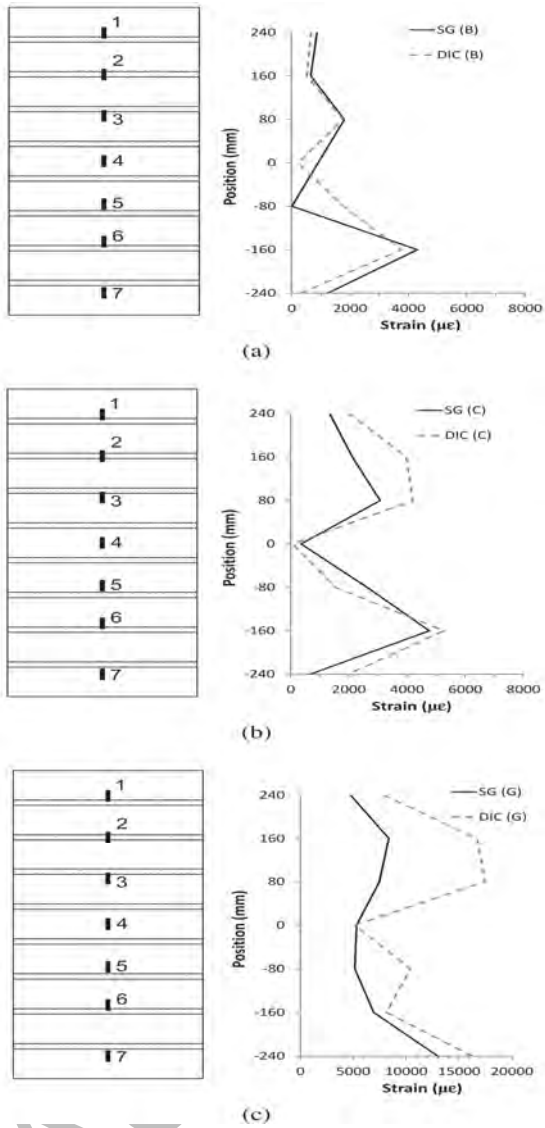 1
2
3
4
5
6
7
SG (B)
DIC (B)
240
160
80
0
-80
-160
-240
Position (mm)
0 2000 4000 6000 8000
Strain (με)
(a)
1
2
3
4
5
6
7
SG (C)
DIC (C)
240
160
80
0
-80
-160
-240
Position (mm)
0 2000 4000 6000 8000
Strain (με)
(b)
1
2
3
4
5
6
7
SG (G)
DIC (G)
240
160
80
0
-80
-160
-240
Position (mm)
0 5000 10000 15000 20000
Strain (με)
(c)